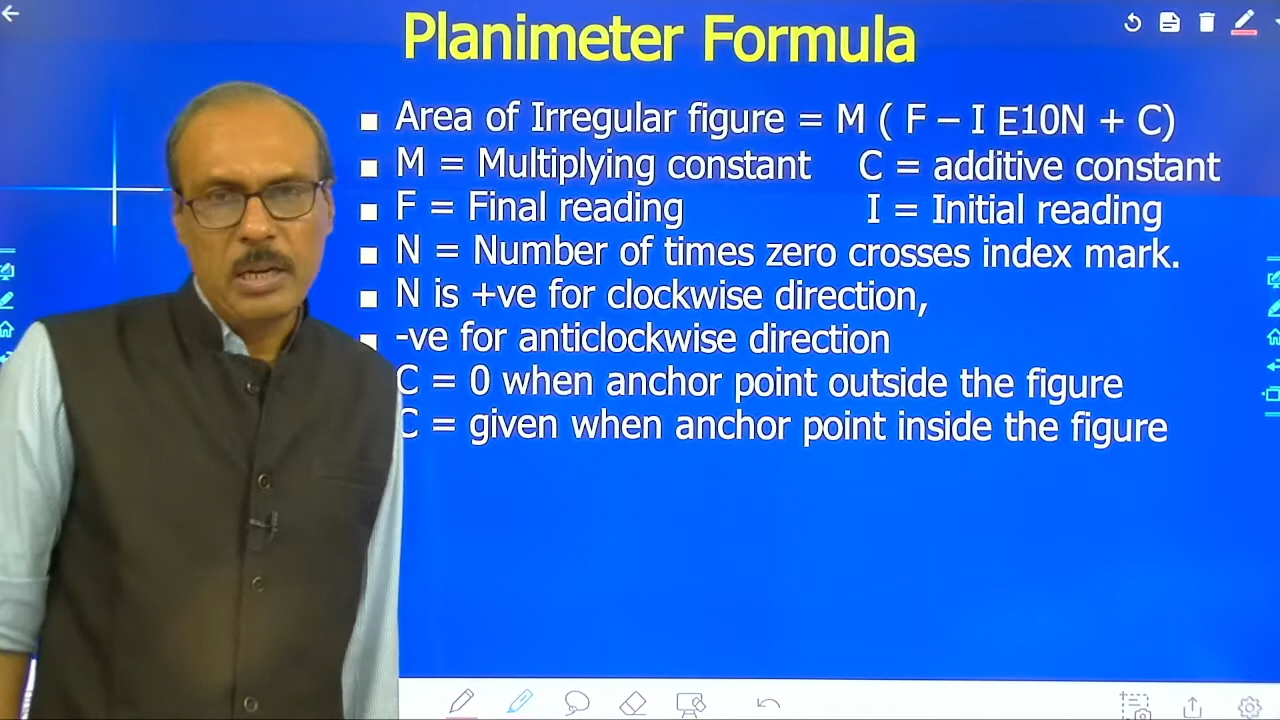 Planimeter Formula
Area of Irregular figure = M ( F – I E10N + C)
M = Multiplying constant C = additive constant
F = Final reading I = Initial reading
N = Number of times zero crosses index mark.
N is +ve for clockwise direction,
-ve for anticlockwise direction
C = 0 when anchor point outside the figure
C = given when anchor point inside the figure